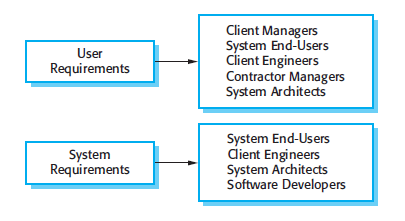 User
Requirements
Client Managers
System End-Users
Client Engineers
Contractor Managers
System Architects
System
Requirements
System End-Users
Client Engineers
System Architects
Software Developers